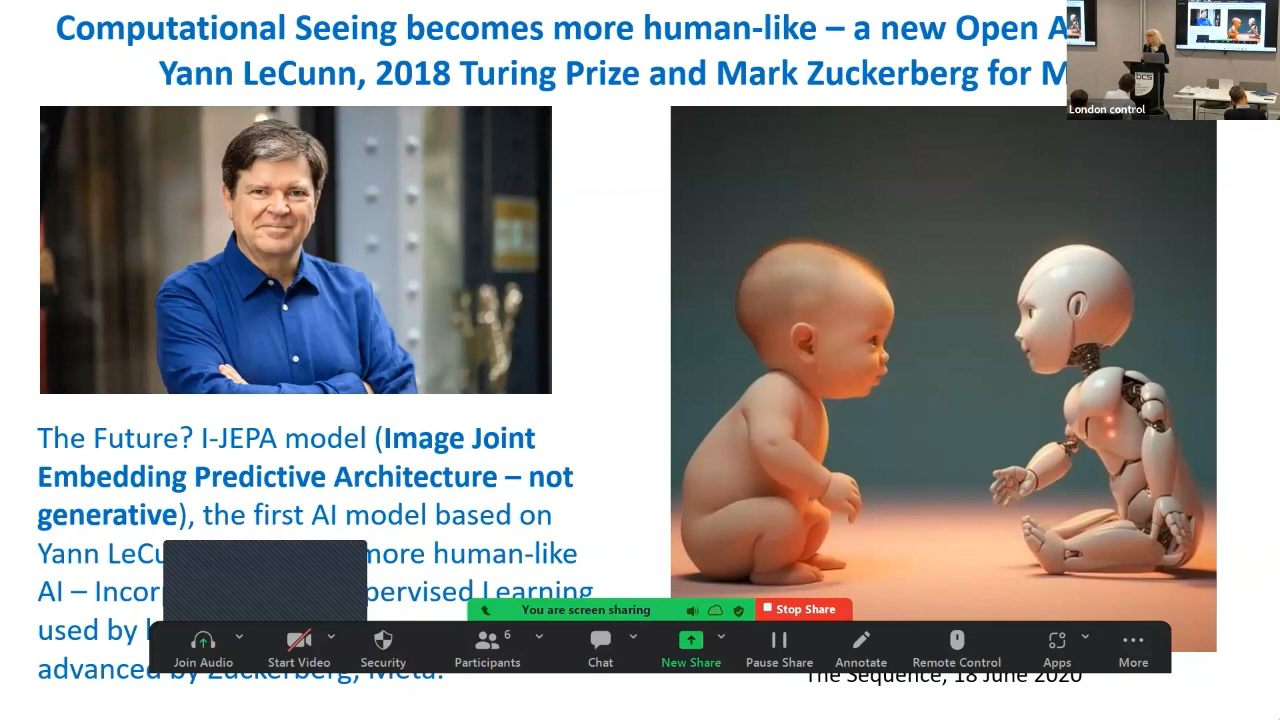 Computational Seeing becomes more human-like – a new Open A
Yann LeCunn, 2018 Turing Prize and Mark Zuckerberg for M
London control
bcs
The Future? I-JEPA model (Image Joint
Embedding Predictive Architecture – not
generative), the first AI model based on
Yann LeCu more human-like
AI – Incor pervised Learning
used by
advanced by Zuckerberg, Meta.
You are screen sharing
Stop Share
Join Audio
Start Video
Security
6
Participants
Chat
New Share
Pause Share
Annotate
Remote Control
Apps
More
The Sequence, 18 June 2020